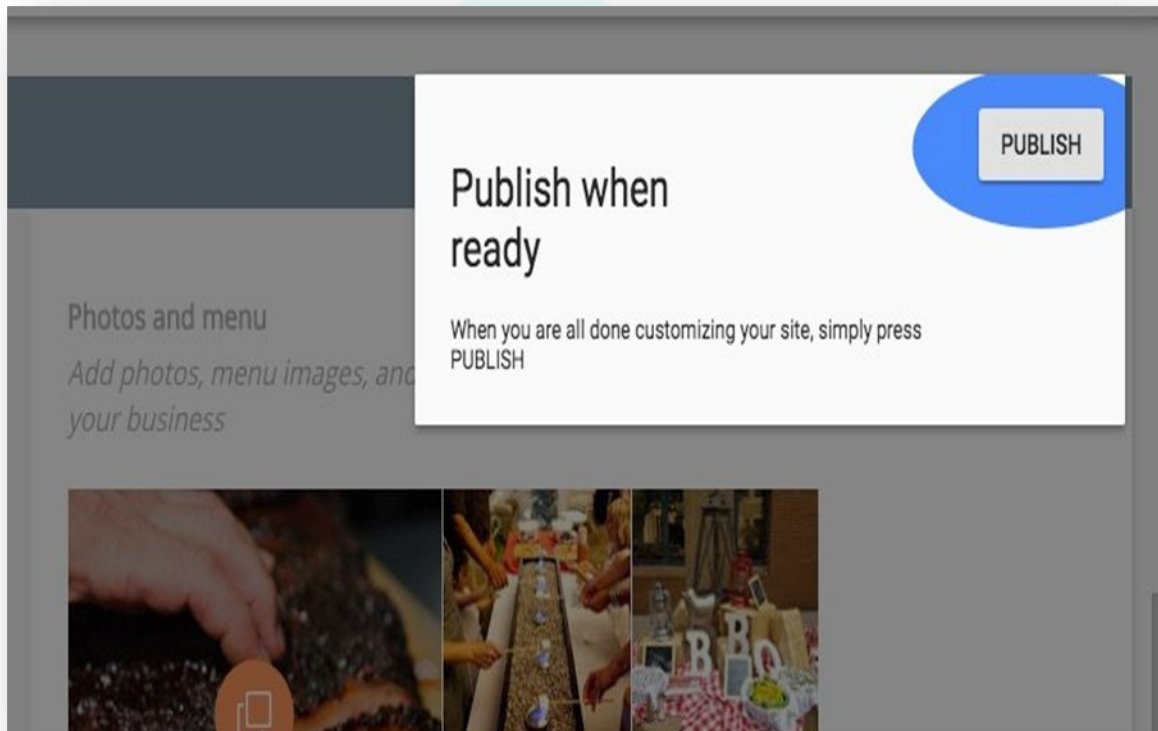 PUBLISH
Publish when
ready
When you are all done customizing your site, simply press
PUBLISH
Photos and menu
Add photos, menu images, and
your business
BBQ